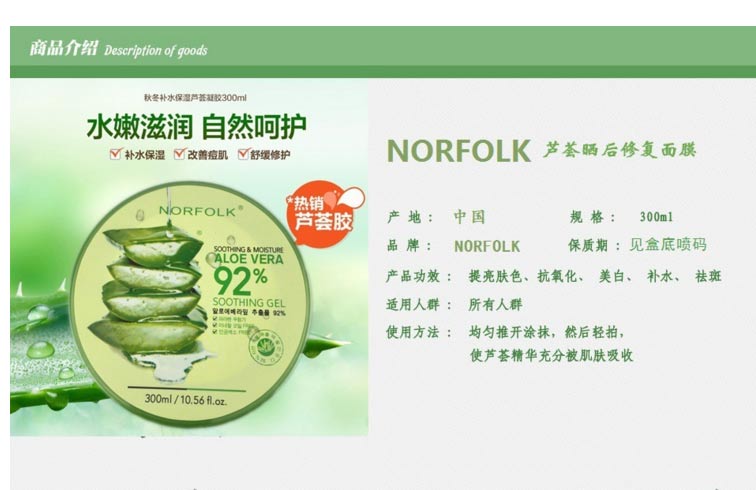 商品介绍 Description of goods
秋冬补水保湿芦荟凝胶300ml
水嫩滋润 自然呵护
补水保湿 改善痘肌 舒缓修护
热销
芦荟胶
NORFOLK®
SOOTHING & MOISTURE
ALOE VERA
92%
SOOTHING GEL
알로에베라잎 추출물 92%
300ml / 10.56 fl.oz.
NORFOLK 芦荟晒后修复面膜
产地： 中国 规格： 300ml
品牌： NORFOLK 保质期：见盒底喷码
产品功效： 提亮肤色、抗氧化、 美白、 补水、 祛斑
适用人群： 所有人群
使用方法： 均匀推开涂抹，然后轻拍，
使芦荟精华充分被肌肤吸收